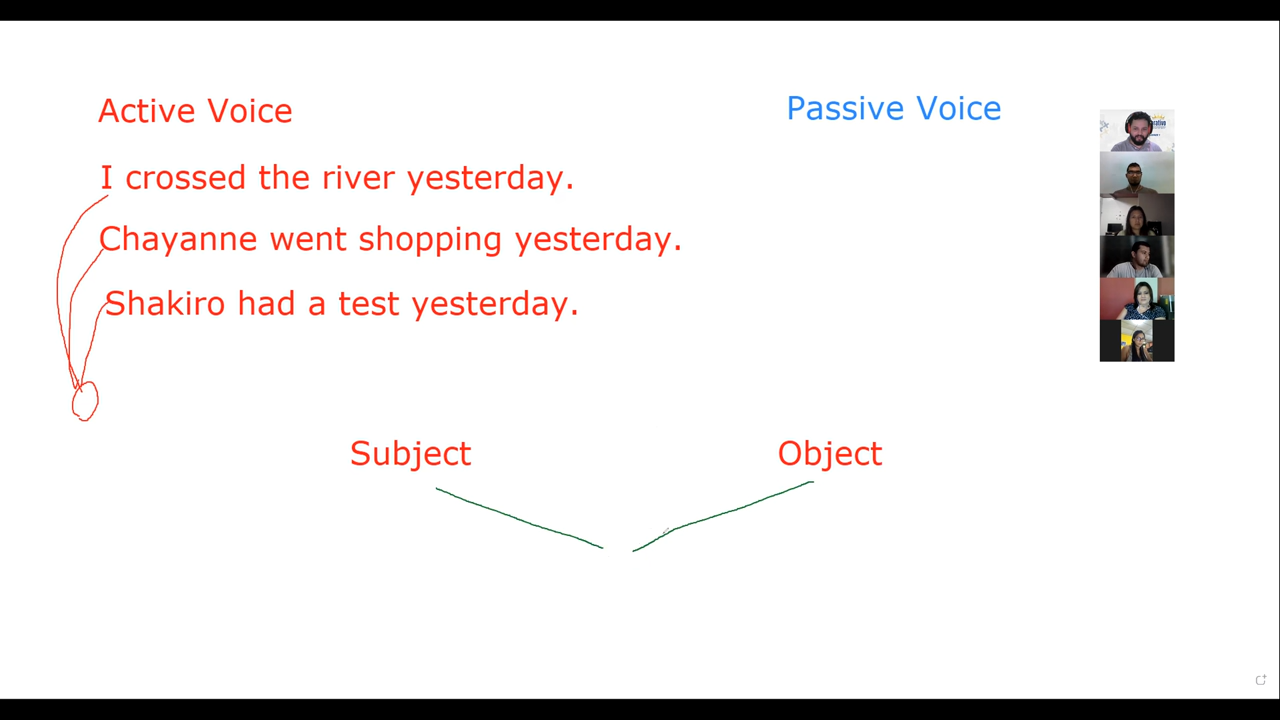 Active Voice
Passive Voice
I crossed the river yesterday.
Chayanne went shopping yesterday.
Shakiro had a test yesterday.
Subject
Object